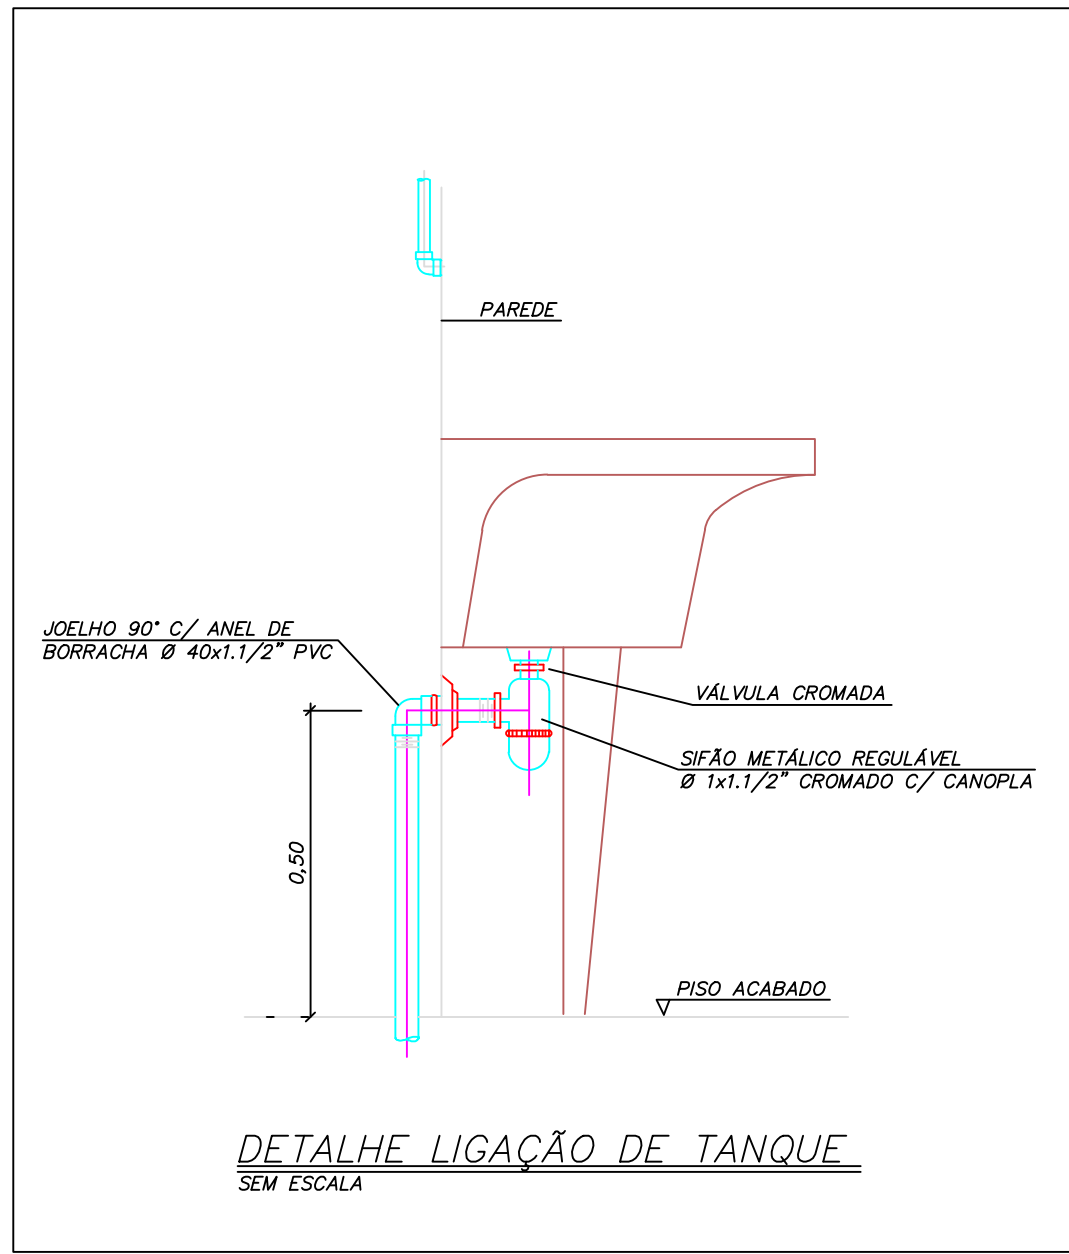 PAREDE
JOELHO 90° C/ ANEL DE
BORRACHA Ø 40x1.1/2" PVC
VÁLVULA CROMADA
SIFÃO METÁLICO REGULÁVEL
Ø 1x1.1/2" CROMADO C/ CANOPLA
0,50
PISO ACABADO
DETALHE LIGAÇÃO DE TANQUE
SEM ESCALA